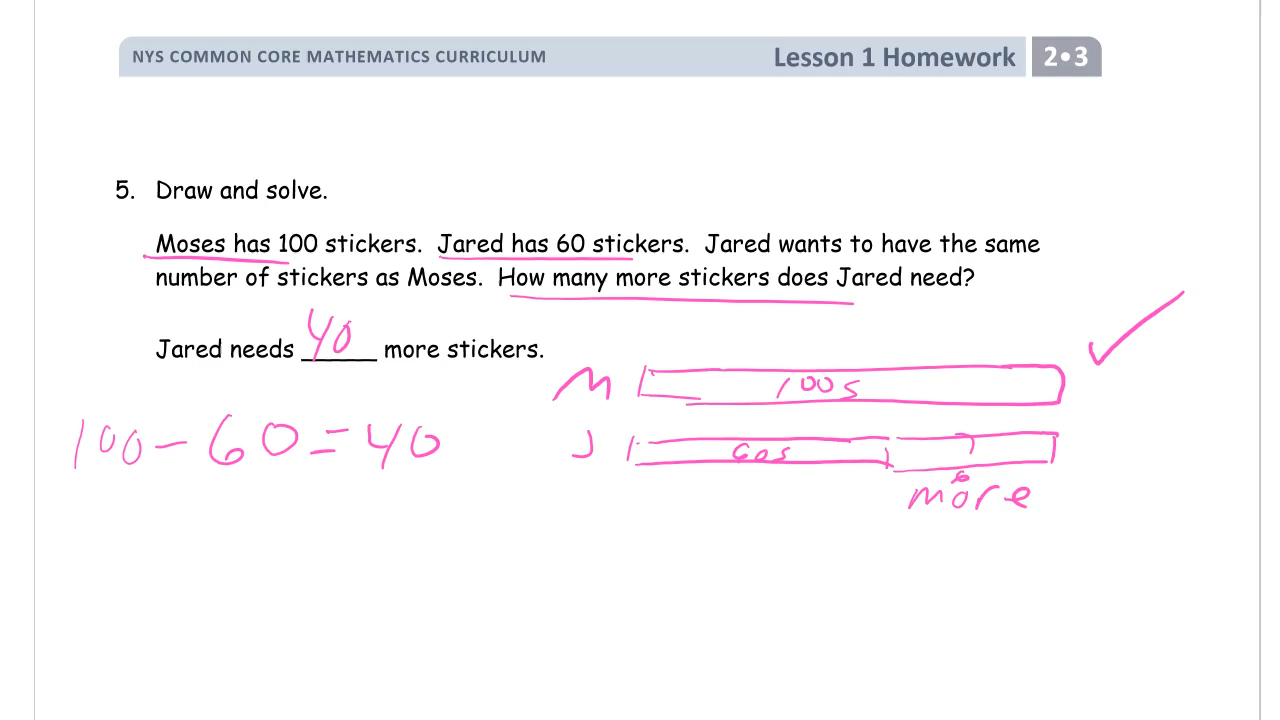 NYS COMMON CORE MATHEMATICS CURRICULUM Lesson 1 Homework 2•3
5. Draw and solve.
Moses has 100 stickers. Jared has 60 stickers. Jared wants to have the same
number of stickers as Moses. How many more stickers does Jared need?
Jared needs 40 more stickers.
M 100s
100 - 60 = 40
J 60s ?
more